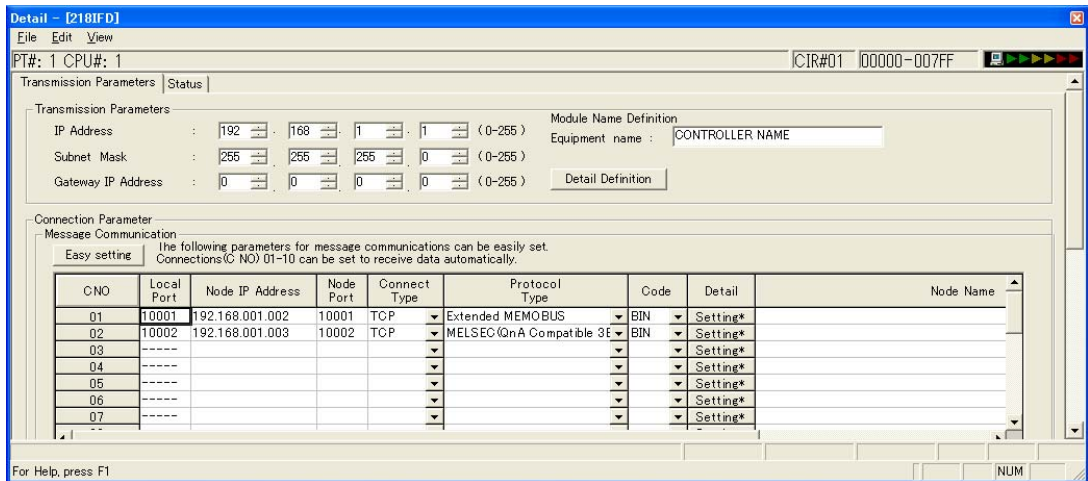 Detail - [218IFD]
File Edit View
PT#: 1 CPU#: 1 CIR#01 00000-007FF
Transmission Parameters Status
Transmission Parameters
IP Address : 192 . 168 . 1 . 1 (0-255)
Subnet Mask : 255 . 255 . 255 . 0 (0-255)
Gateway IP Address : 0 . 0 . 0 . 0 (0-255)
Module Name Definition
Equipment name : CONTROLLER NAME
Detail Definition
Connection Parameter
Message Communication
Easy setting
The following parameters for message communications can be easily set.
Connections(C NO) 01-10 can be set to receive data automatically.
CNO Local Port Node IP Address Node Port Connect Type Protocol Type Code Detail Node Name
01 10001 192.168.001.002 10001 TCP Extended MEMOBUS BIN Setting*
02 10002 192.168.001.003 10002 TCP MELSEC(QnA Compatible 3E BIN Setting*
03 ----- Setting*
04 ----- Setting*
05 ----- Setting*
06 ----- Setting*
07 ----- Setting*
For Help, press F1 NUM